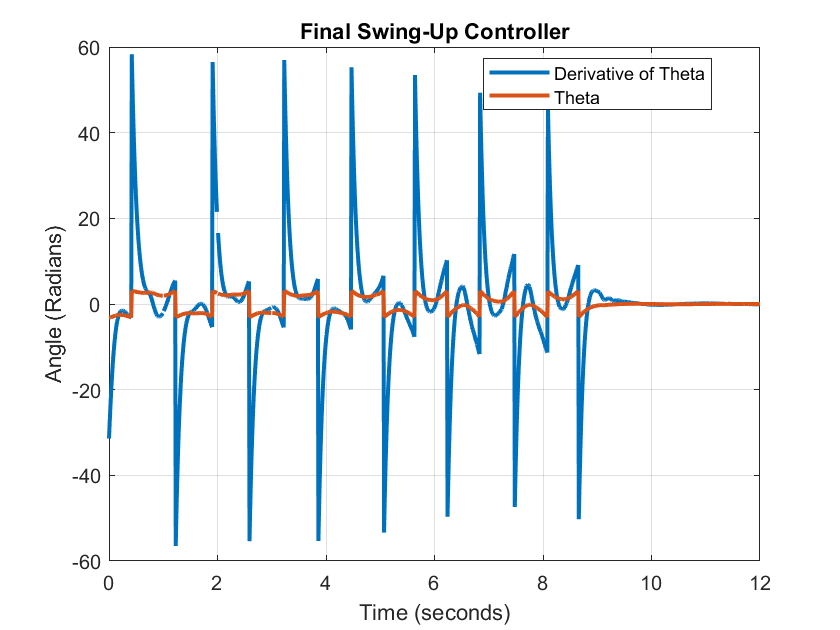 Final Swing-Up Controller
Derivative of Theta
Theta
60
40
20
0
-20
-40
-60
Angle (Radians)
0 2 4 6 8 10 12
Time (seconds)